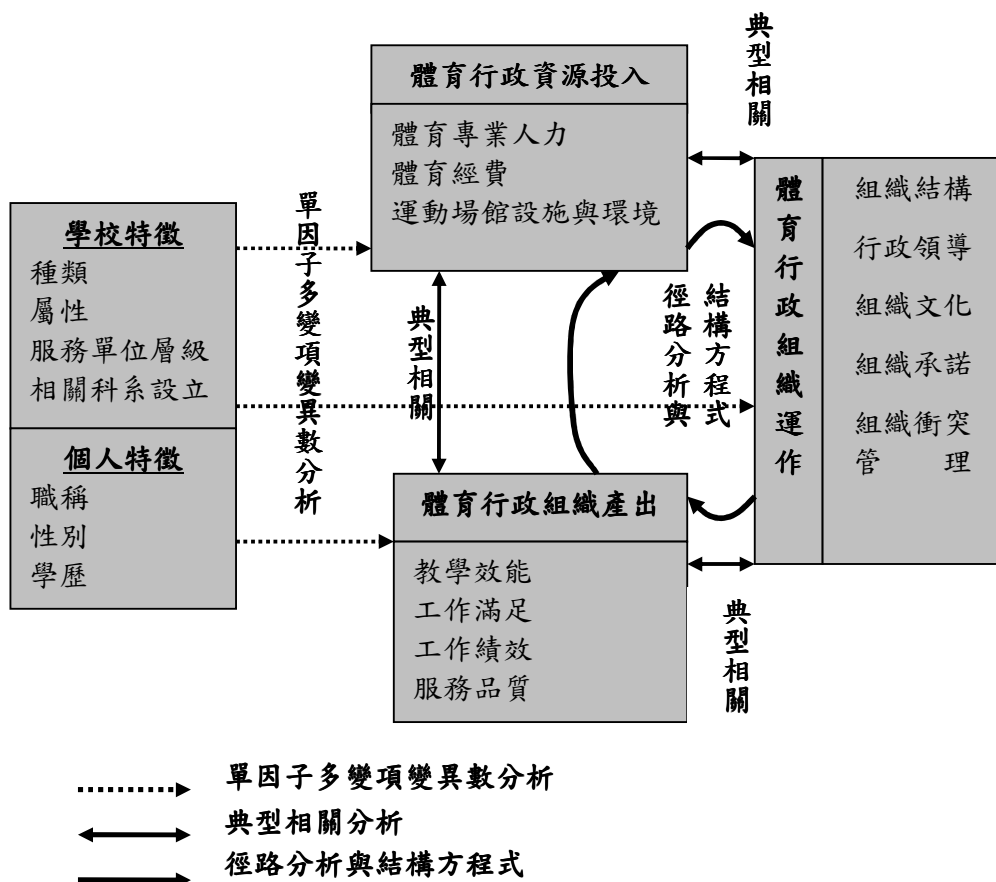 典型相關
體育行政資源投入
體育專業人力
體育經費
運動場館設施與環境
單因子多變項變異數分析
學校特徵
種類
屬性
服務單位層級
相關科系設立
個人特徵
職稱
性別
學歷
典型相關
徑路分析與
結構方程式
體育行政組織運作
組織結構
行政領導
組織文化
組織承諾
組織衝突
管理
體育行政組織產出
教學效能
工作滿足
工作績效
服務品質
典型相關
單因子多變項變異數分析
典型相關分析
徑路分析與結構方程式